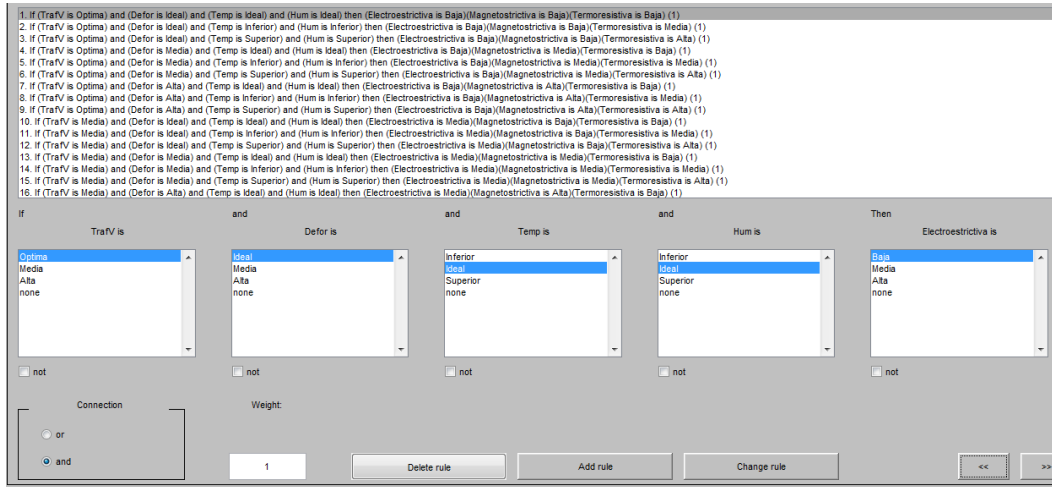 1. If (TrafV is Optima) and (Defor is Ideal) and (Temp is Ideal) and (Hum is Ideal) then (Electroestrictiva is Baja)(Magnetostrictiva is Baja)(Termoresistiva is Baja) (1)
2. If (TrafV is Optima) and (Defor is Ideal) and (Temp is Inferior) and (Hum is Inferior) then (Electroestrictiva is Baja)(Magnetostrictiva is Baja)(Termoresistiva is Media) (1)
3. If (TrafV is Optima) and (Defor is Ideal) and (Temp is Superior) and (Hum is Superior) then (Electroestrictiva is Baja)(Magnetostrictiva is Baja)(Termoresistiva is Alta) (1)
4. If (TrafV is Optima) and (Defor is Media) and (Temp is Ideal) and (Hum is Ideal) then (Electroestrictiva is Baja)(Magnetostrictiva is Media)(Termoresistiva is Baja) (1)
5. If (TrafV is Optima) and (Defor is Media) and (Temp is Inferior) and (Hum is Inferior) then (Electroestrictiva is Baja)(Magnetostrictiva is Media)(Termoresistiva is Media) (1)
6. If (TrafV is Optima) and (Defor is Media) and (Temp is Superior) and (Hum is Superior) then (Electroestrictiva is Baja)(Magnetostrictiva is Media)(Termoresistiva is Alta) (1)
7. If (TrafV is Optima) and (Defor is Alta) and (Temp is Ideal) and (Hum is Ideal) then (Electroestrictiva is Baja)(Magnetostrictiva is Alta)(Termoresistiva is Baja) (1)
8. If (TrafV is Optima) and (Defor is Alta) and (Temp is Inferior) and (Hum is Inferior) then (Electroestrictiva is Baja)(Magnetostrictiva is Alta)(Termoresistiva is Media) (1)
9. If (TrafV is Optima) and (Defor is Alta) and (Temp is Superior) and (Hum is Superior) then (Electroestrictiva is Baja)(Magnetostrictiva is Alta)(Termoresistiva is Alta) (1)
10. If (TrafV is Media) and (Defor is Ideal) and (Temp is Ideal) and (Hum is Ideal) then (Electroestrictiva is Media)(Magnetostrictiva is Baja)(Termoresistiva is Baja) (1)
11. If (TrafV is Media) and (Defor is Ideal) and (Temp is Inferior) and (Hum is Inferior) then (Electroestrictiva is Media)(Magnetostrictiva is Baja)(Termoresistiva is Media) (1)
12. If (TrafV is Media) and (Defor is Ideal) and (Temp is Superior) and (Hum is Superior) then (Electroestrictiva is Media)(Magnetostrictiva is Baja)(Termoresistiva is Alta) (1)
13. If (TrafV is Media) and (Defor is Media) and (Temp is Ideal) and (Hum is Ideal) then (Electroestrictiva is Media)(Magnetostrictiva is Media)(Termoresistiva is Baja) (1)
14. If (TrafV is Media) and (Defor is Media) and (Temp is Inferior) and (Hum is Inferior) then (Electroestrictiva is Media)(Magnetostrictiva is Media)(Termoresistiva is Media) (1)
15. If (TrafV is Media) and (Defor is Media) and (Temp is Superior) and (Hum is Superior) then (Electroestrictiva is Media)(Magnetostrictiva is Media)(Termoresistiva is Alta) (1)
16. If (TrafV is Media) and (Defor is Alta) and (Temp is Ideal) and (Hum is Ideal) then (Electroestrictiva is Media)(Magnetostrictiva is Alta)(Termoresistiva is Baja) (1)
If and and and Then
TrafV is Defor is Temp is Hum is Electroestrictiva is
Optima Ideal Inferior Inferior Baja
Media Media Ideal Ideal Media
Alta Alta Superior Superior Alta
none none none none none
not not not not not
Connection Weight:
or
and 1 Delete rule Add rule Change rule << >>